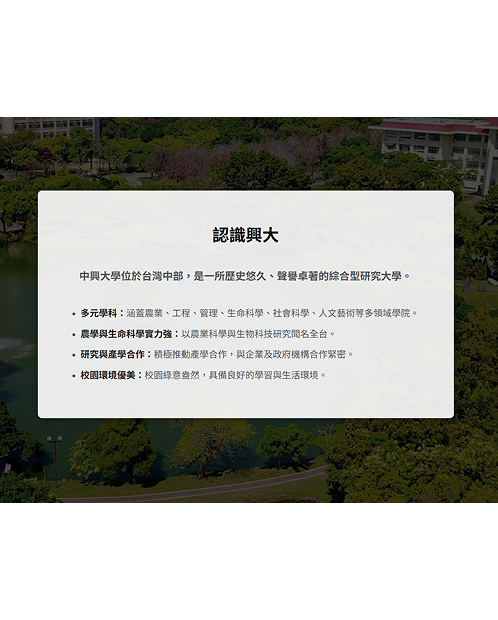 認識興大
中興大學位於台灣中部，是一所歷史悠久、聲譽卓著的綜合型研究大學。
• 多元學科：涵蓋農業、工程、管理、生命科學、社會科學、人文藝術等多領域學院。
• 農學與生命科學實力強：以農業科學與生物科技研究聞名全台。
• 研究與產學合作：積極推動產學合作，與企業及政府機構合作緊密。
• 校園環境優美：校園綠意盎然，具備良好的學習與生活環境。